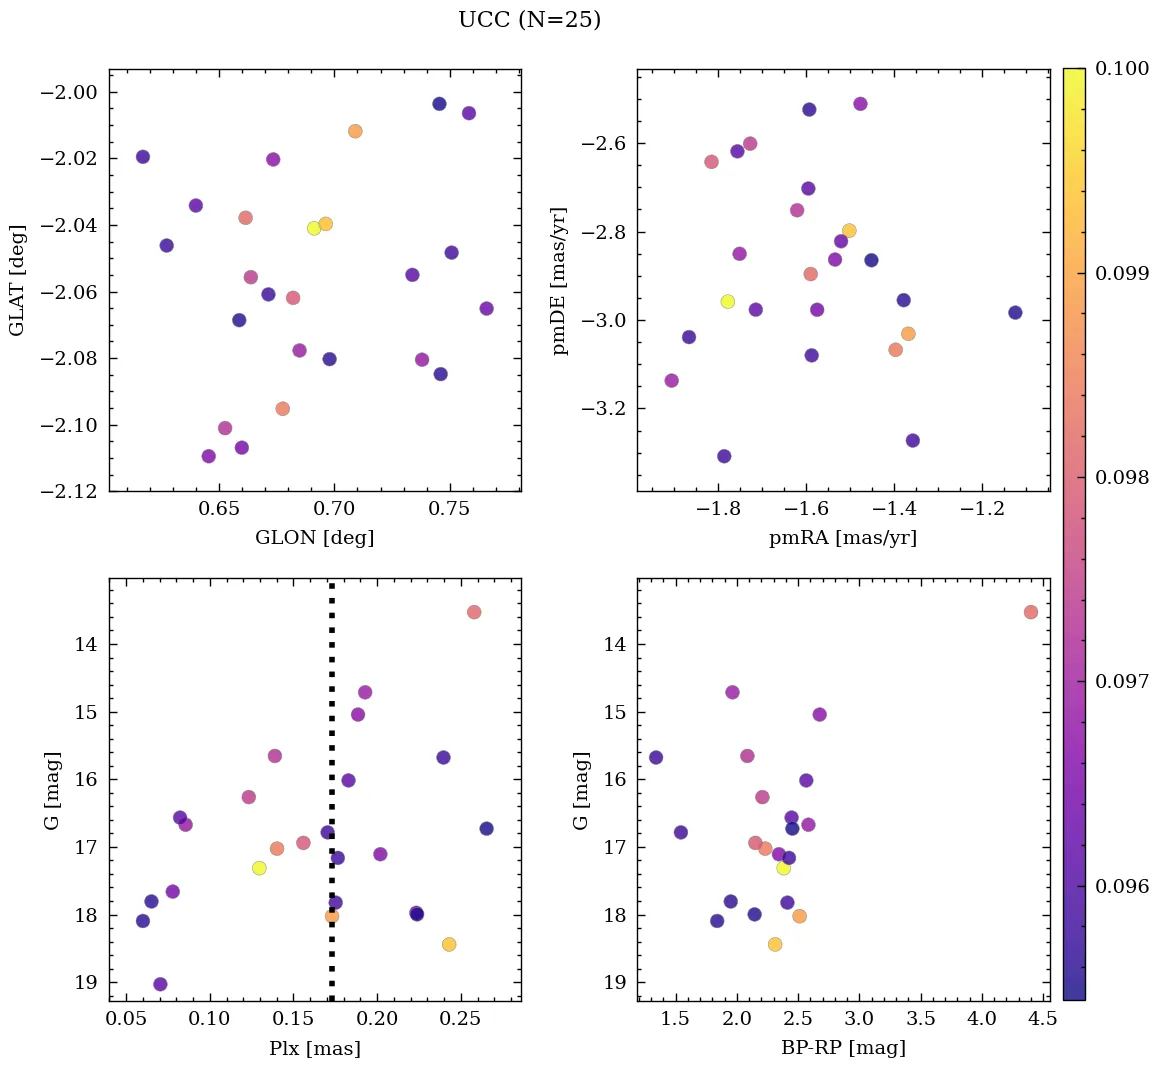 UCC (N=25)
−2.00
−2.02
−2.04
−2.06
−2.08
−2.10
−2.12
GLAT [deg]
0.65 0.70 0.75
GLON [deg]
−2.6
−2.8
−3.0
−3.2
pmDE [mas/yr]
−1.8 −1.6 −1.4 −1.2
pmRA [mas/yr]
0.100
0.099
0.098
0.097
0.096
14
15
16
17
18
19
G [mag]
0.05 0.10 0.15 0.20 0.25
Plx [mas]
14
15
16
17
18
19
G [mag]
1.5 2.0 2.5 3.0 3.5 4.0 4.5
BP-RP [mag]